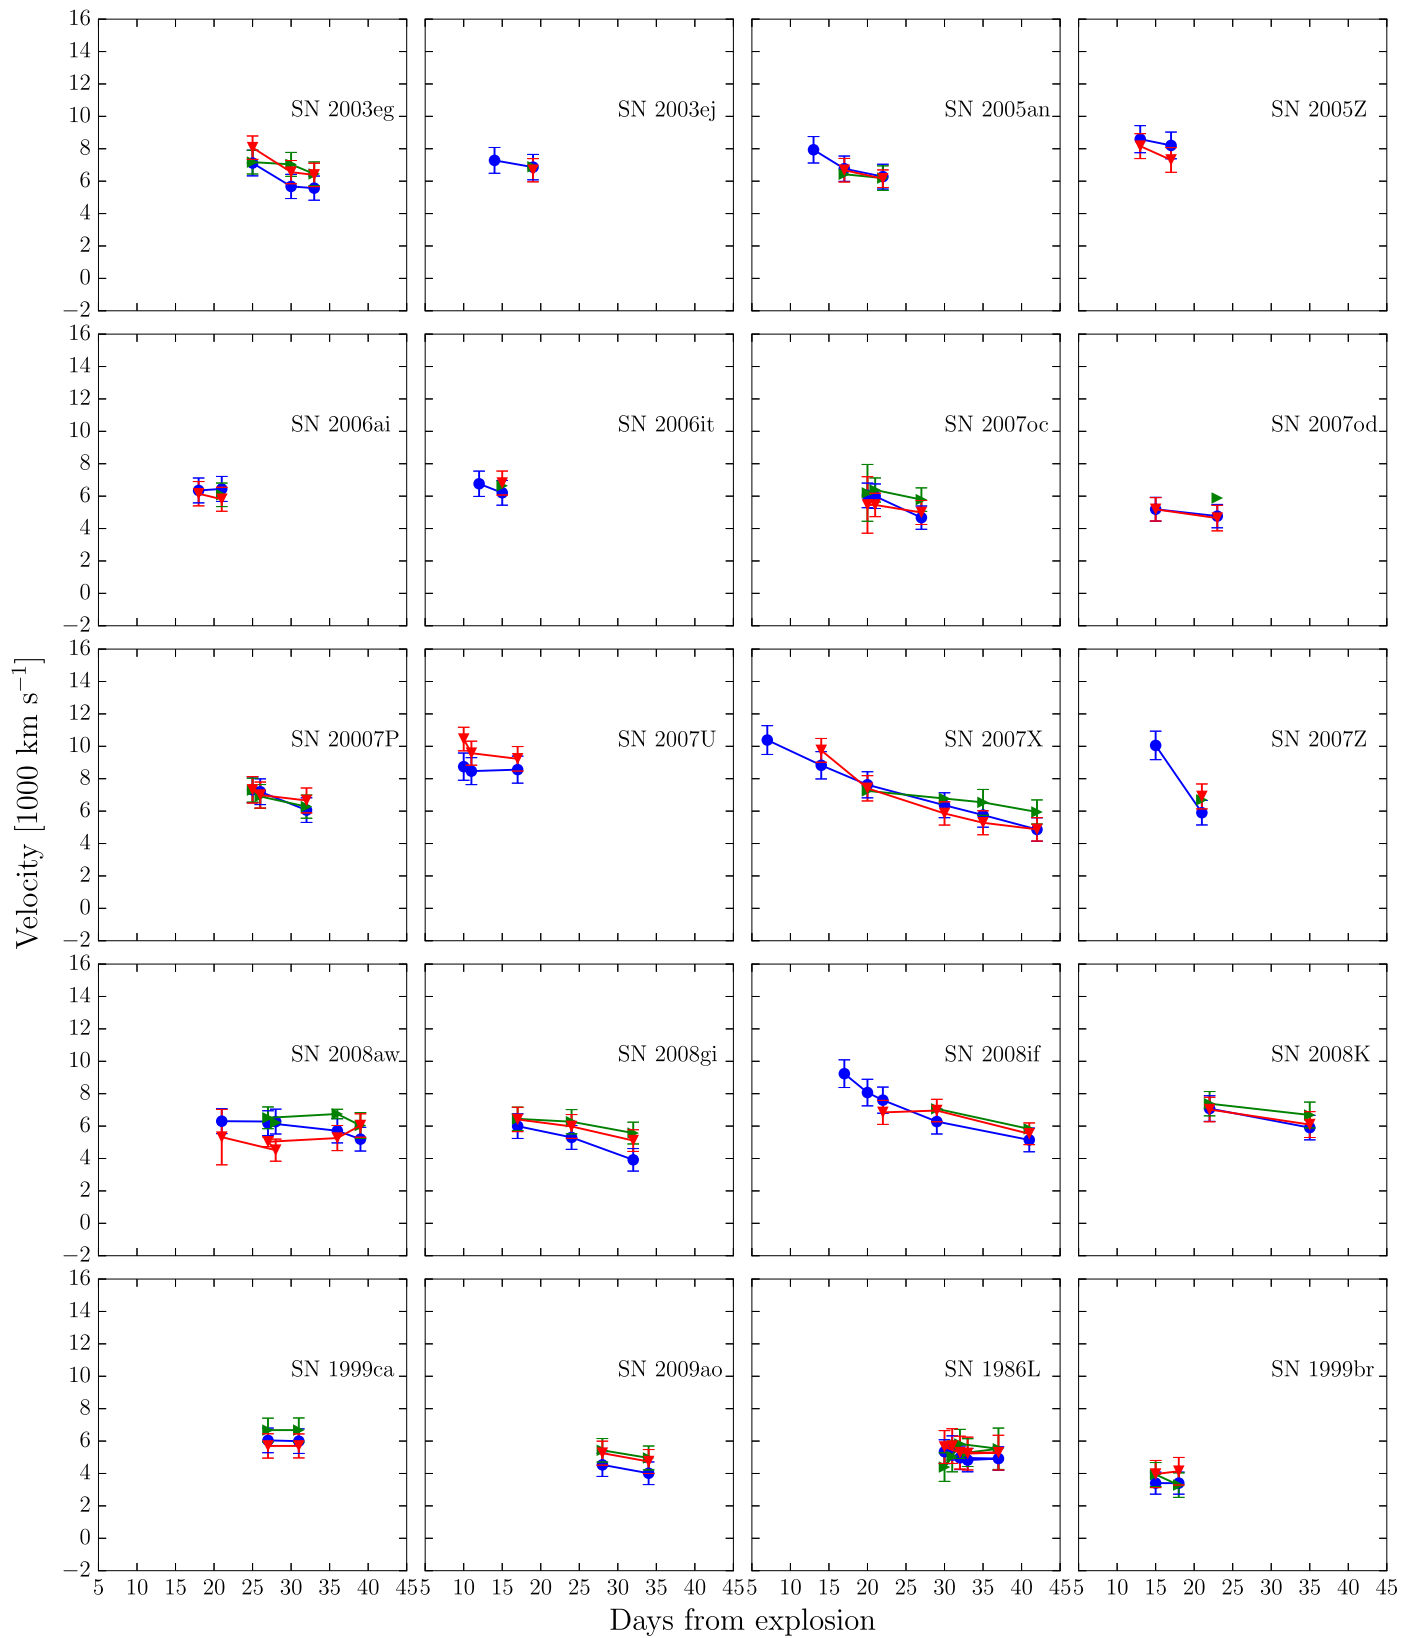 16
14
12
10
8
6
4
2
0
−2
SN 2003eg
SN 2003ej
SN 2005an
SN 2005Z
16
14
12
10
8
6
4
2
0
−2
SN 2006ai
SN 2006it
SN 2007oc
SN 2007od
Velocity [1000 km s⁻¹]
16
14
12
10
8
6
4
2
0
−2
SN 20007P
SN 2007U
SN 2007X
SN 2007Z
16
14
12
10
8
6
4
2
0
−2
SN 2008aw
SN 2008gi
SN 2008if
SN 2008K
16
14
12
10
8
6
4
2
0
−2
SN 1999ca
SN 2009ao
SN 1986L
SN 1999br
5 10 15 20 25 30 35 40 45 5 10 15 20 25 30 35 40 45 5 10 15 20 25 30 35 40 45 5 10 15 20 25 30 35 40 45
Days from explosion